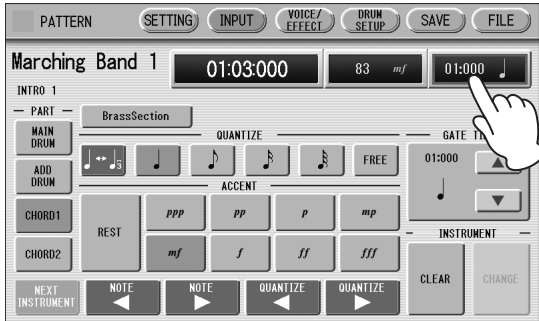 PATTERN SETTING INPUT VOICE/EFFECT DRUM SETUP SAVE FILE
Marching Band 1 01:03:000 83 mf 01:000
INTRO 1
PART
BrassSection
MAIN DRUM
QUANTIZE
GATE
3
FREE
01:000
ADD DRUM
ACCENT
CHORD1
REST
ppp pp p mp
mf f ff fff
INSTRUMENT
CHORD2
CLEAR CHANGE
NEXT INSTRUMENT NOTE NOTE QUANTIZE QUANTIZE